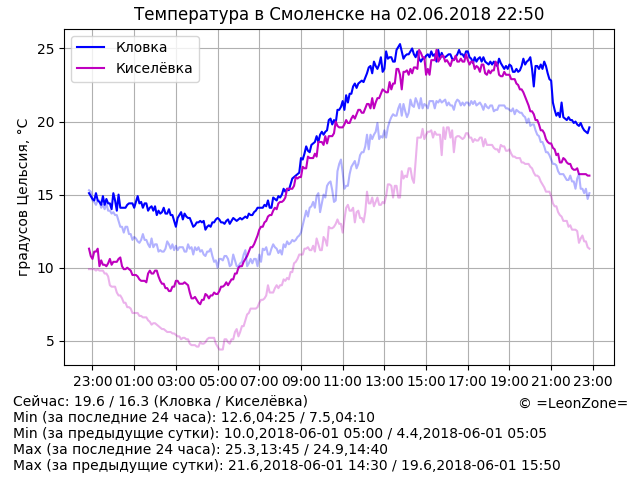 Температура в Смоленске на 02.06.2018 22:50
Кловка
Киселёвка
градусов Цельсия, °C
25
20
15
10
5
23:00 01:00 03:00 05:00 07:00 09:00 11:00 13:00 15:00 17:00 19:00 21:00 23:00
Сейчас: 19.6 / 16.3 (Кловка / Киселёвка)
© =LeonZone=
Min (за последние 24 часа): 12.6,04:25 / 7.5,04:10
Min (за предыдущие сутки): 10.0,2018-06-01 05:00 / 4.4,2018-06-01 05:05
Max (за последние 24 часа): 25.3,13:45 / 24.9,14:40
Max (за предыдущие сутки): 21.6,2018-06-01 14:30 / 19.6,2018-06-01 15:50